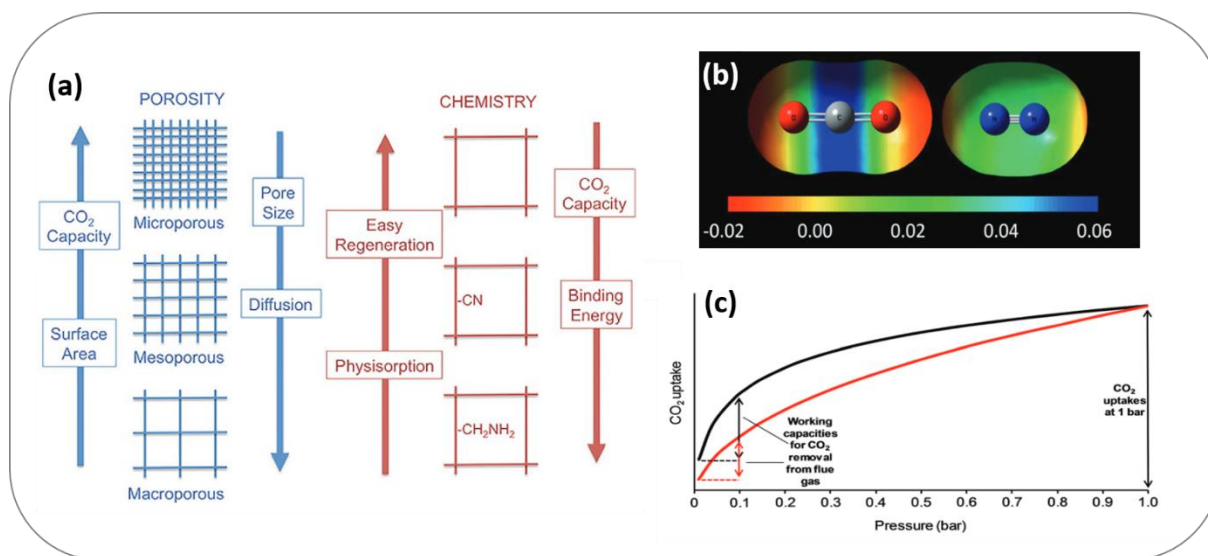 (a)
POROSITY
CO₂
Capacity
Surface
Area
Microporous
Mesoporous
Macroporous
Pore
Size
Diffusion
CHEMISTRY
Easy
Regeneration
Physisorption
-CN
-CH₂NH₂
CO₂
Capacity
Binding
Energy
(b)
O
C
O
N
N
-0.02 0.00 0.02 0.04 0.06
(c)
CO₂ uptake
Working
capacities
for CO₂
removal
from flue
gas
CO₂
uptakes
at 1 bar
0 0.1 0.2 0.3 0.4 0.5 0.6 0.7 0.8 0.9 1.0
Pressure (bar)